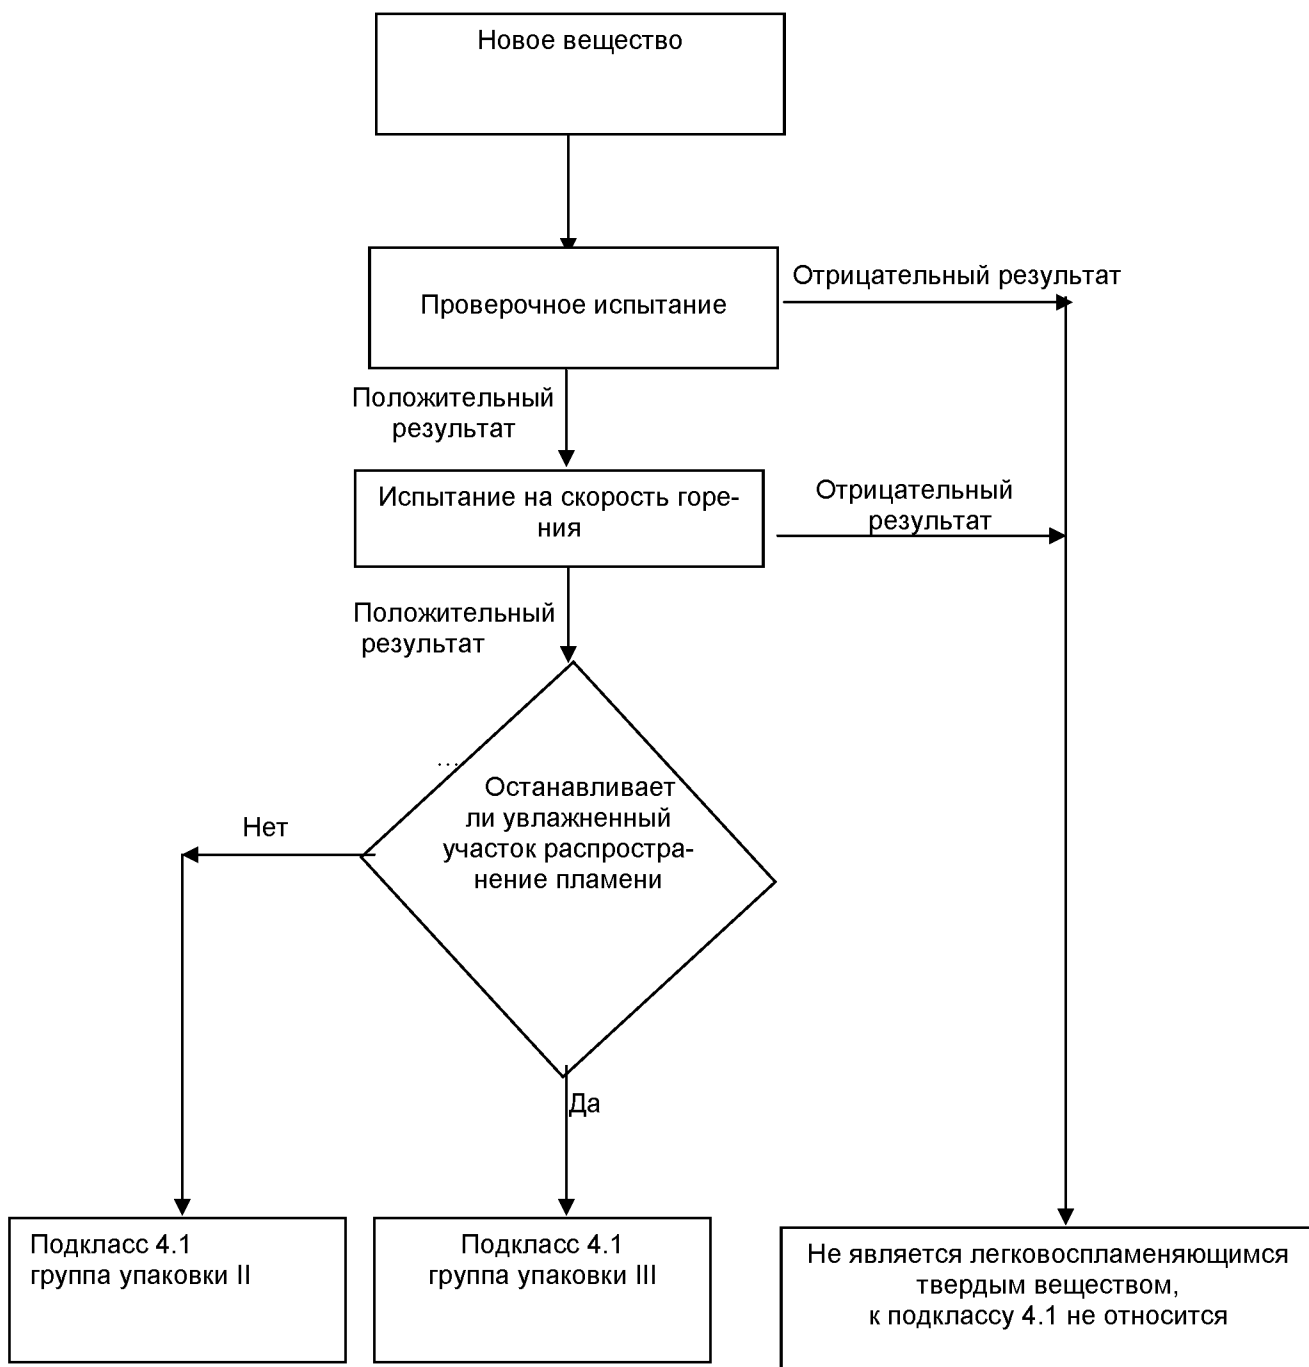 Новое вещество
Проверочное испытание
Отрицательный результат
Положительный
результат
Испытание на скорость горе-
ния
Отрицательный
результат
Положительный
результат
...
Останавливает
ли увлажненный
участок распростра-
нение пламени
Нет
Да
Подкласс 4.1
группа упаковки II
Подкласс 4.1
группа упаковки III
Не является легковоспламеняющимся
твердым веществом,
к подклассу 4.1 не относится